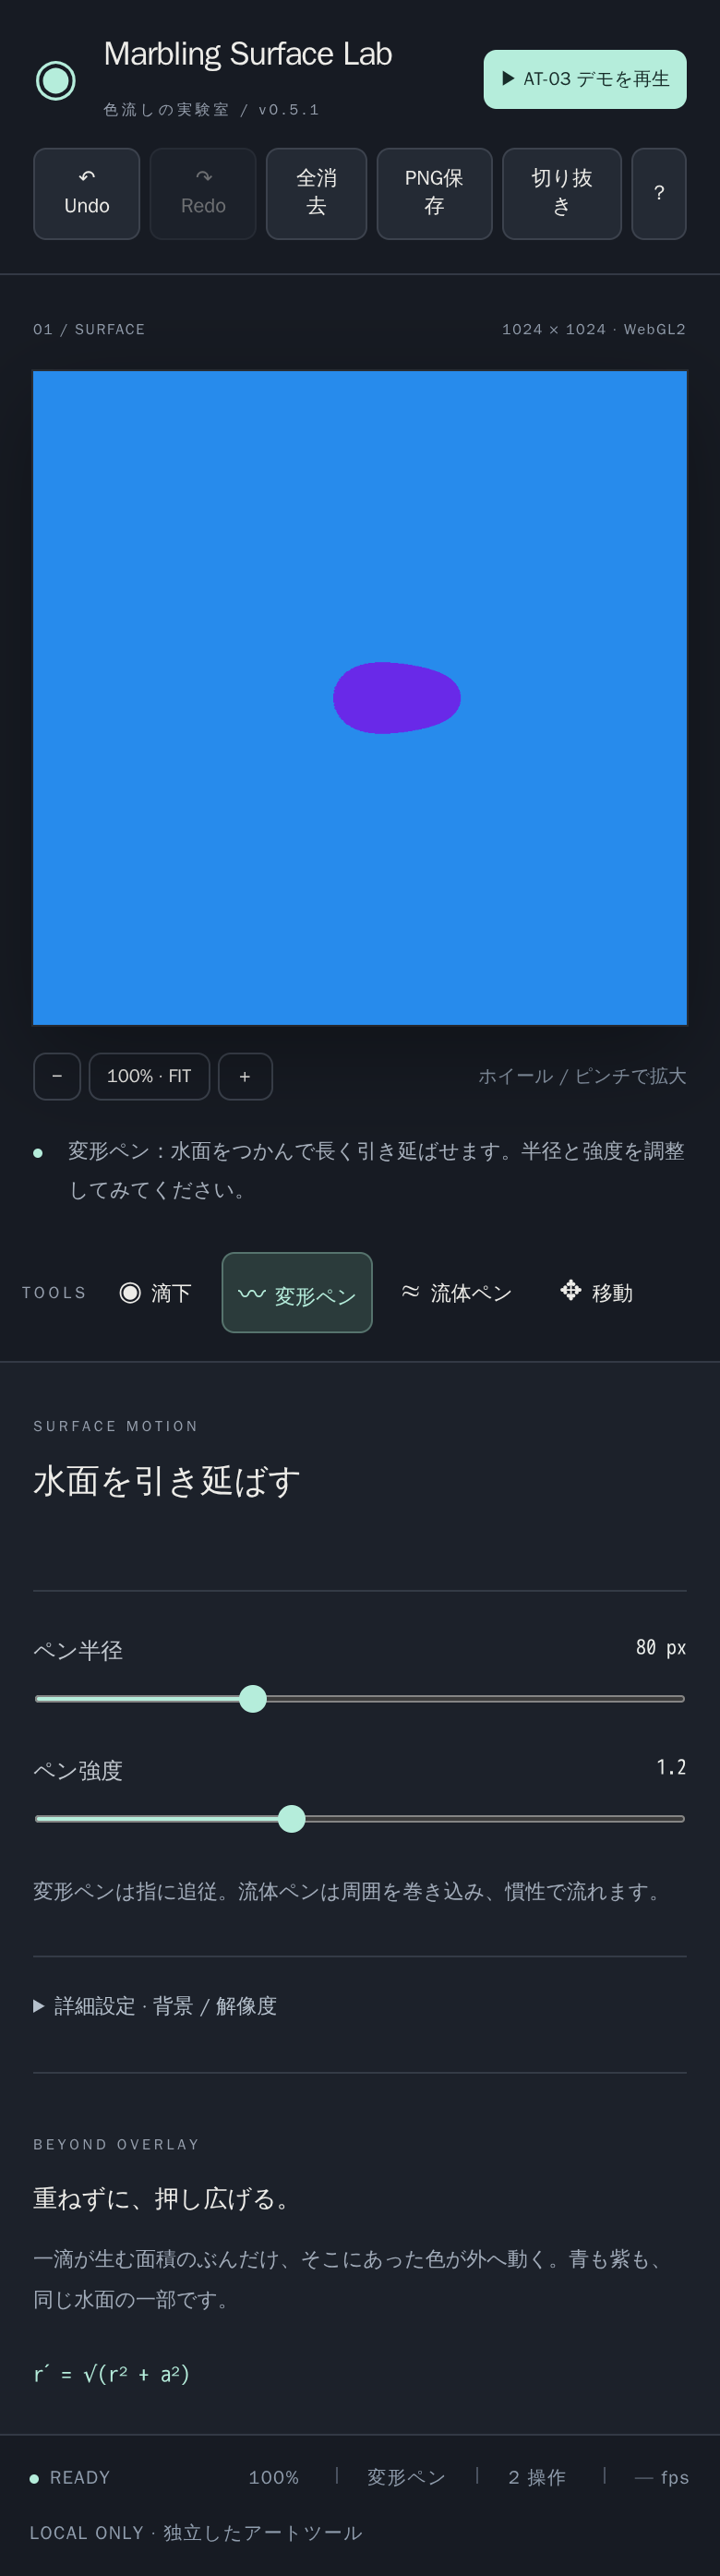 Marbling Surface Lab
色流しの実験室 / v0.5.1
▶ AT-03 デモを再生
↶
Undo
↷
Redo
全消
去
PNG保
存
切り抜
き
?
01 / SURFACE
1024 × 1024 · WebGL2
− 100% · FIT +
ホイール / ピンチで拡大
変形ペン：水面をつかんで長く引き延ばせます。半径と強度を調整
してみてください。
TOOLS ◉ 滴下 〰 変形ペン ≈ 流体ペン ✥ 移動
SURFACE MOTION
水面を引き延ばす
ペン半径 80 px
ペン強度 1.2
変形ペンは指に追従。流体ペンは周囲を巻き込み、慣性で流れます。
▶ 詳細設定 · 背景 / 解像度
BEYOND OVERLAY
重ねずに、押し広げる。
一滴が生む面積のぶんだけ、そこにあった色が外へ動く。青も紫も、
同じ水面の一部です。
r′ = √(r² + a²)
READY 100% | 変形ペン | 2 操作 | — fps
LOCAL ONLY · 独立したアートツール